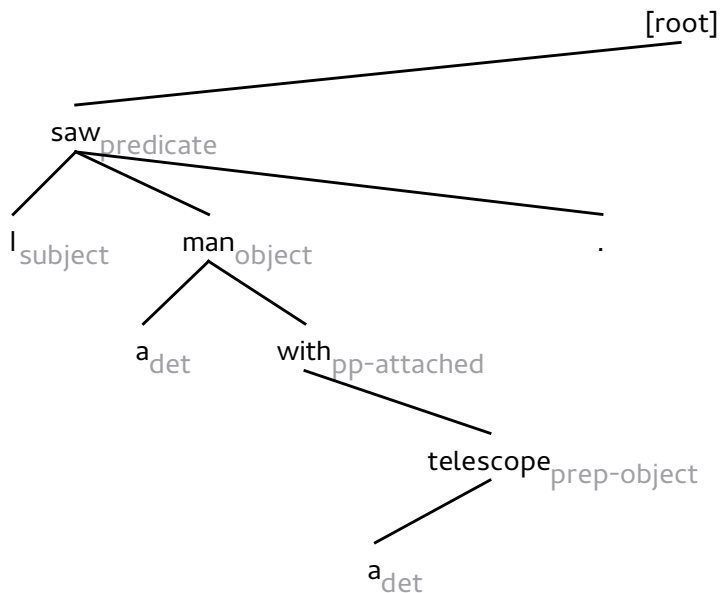 [root]
saw predicate
I subject man object .
a det with pp-attached
telescope prep-object
a det